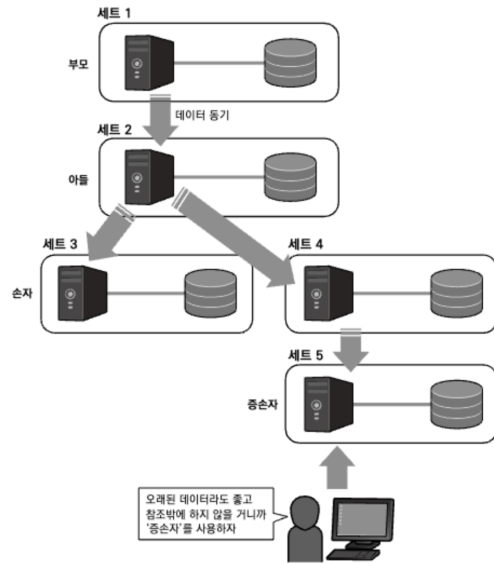 세트 1
부모
데이터 동기
세트 2
아들
세트 3
세트 4
손자
세트 5
증손자
오래된 데이터라도 좋고
참조밖에 하지 않을 거니까
'증손자'를 사용하자